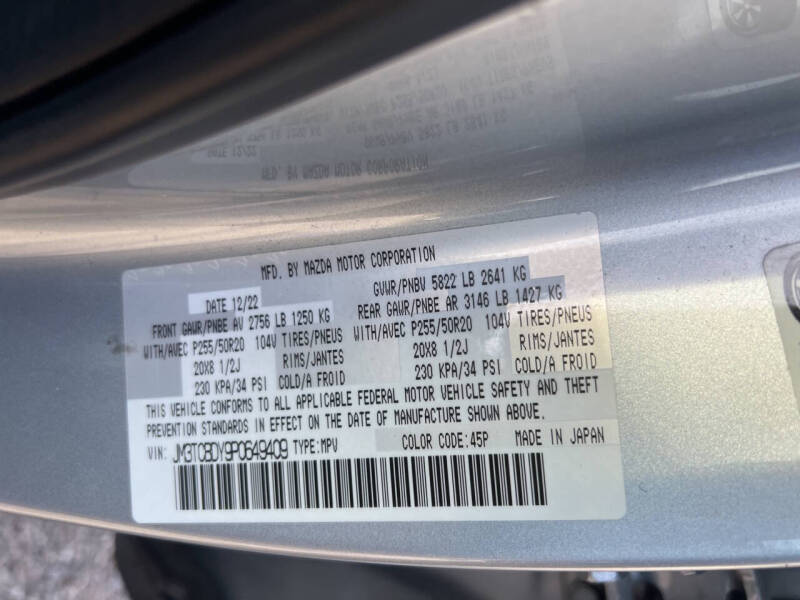 MFD. BY MAZDA MOTOR CORPORATION
DATE 12/22
GVWR/PNBV 5822 LB 2641 KG
FRONT GAWR/PNBE AV 2756 LB 1250 KG
REAR GAWR/PNBE AR 3146 LB 1427 KG
WITH/AVEC P255/50R20 104V TIRES/PNEUS
WITH/AVEC P255/50R20 104V TIRES/PNEUS
20X8 1/2J RIMS/JANTES
20X8 1/2J RIMS/JANTES
230 KPA/34 PSI COLD/A FROID
230 KPA/34 PSI COLD/A FROID
THIS VEHICLE CONFORMS TO ALL APPLICABLE FEDERAL MOTOR VEHICLE SAFETY AND THEFT
PREVENTION STANDARDS IN EFFECT ON THE DATE OF MANUFACTURE SHOWN ABOVE.
VIN: JM3TCBDY9P0649409 TYPE:MPV COLOR CODE:45P MADE IN JAPAN